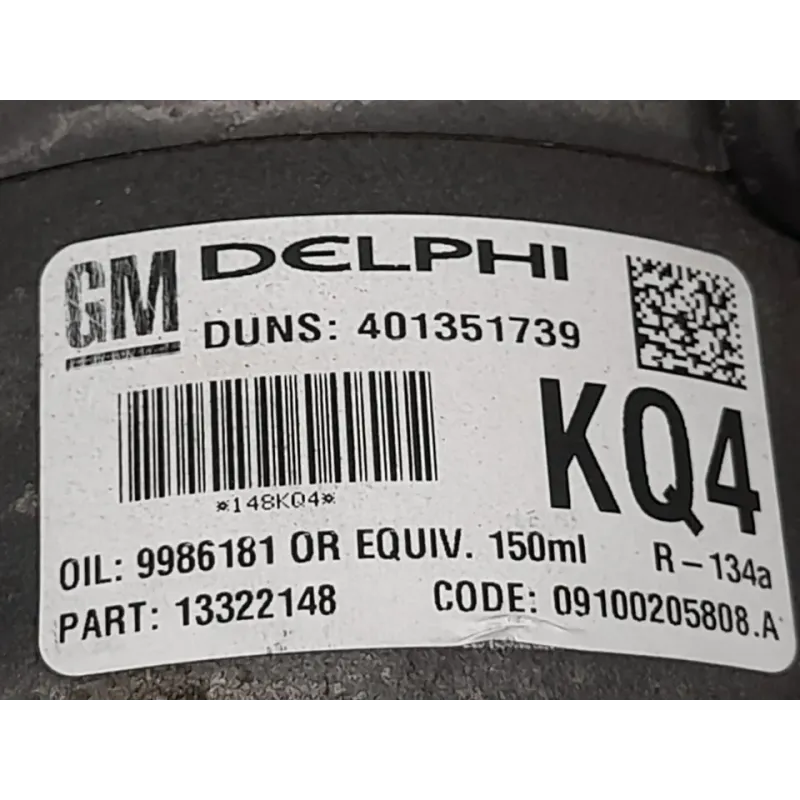 GM DELPHI
DUNS: 401351739
*148KQ4*
KQ4
OIL: 9986181 OR EQUIV. 150ml R-134a
PART: 13322148 CODE: 09100205808.A